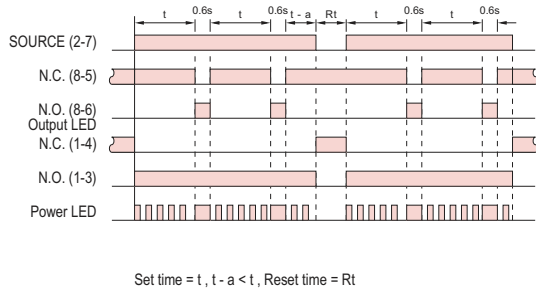 t 0.6s t 0.6s t - a Rt t 0.6s t 0.6s
SOURCE (2-7)
N.C. (8-5)
N.O. (8-6)
Output LED
N.C. (1-4)
N.O. (1-3)
Power LED
Set time = t , t - a < t , Reset time = Rt